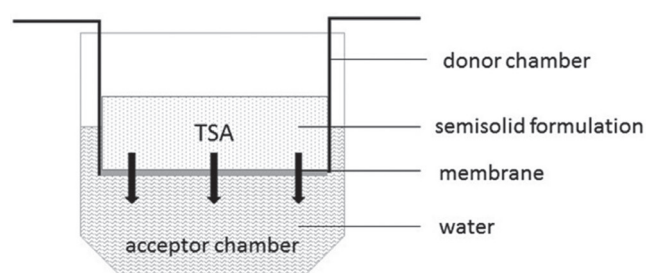 donor chamber
TSA
semisolid formulation
membrane
water
acceptor chamber